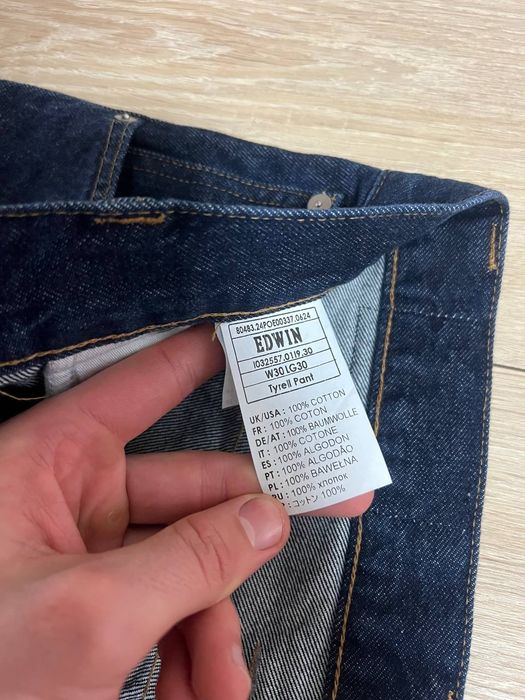 80483.24POE00337.0624
EDWIN
I032557.01J9.30
W30 LG30
Tyrell Pant
UK/USA : 100% COTTON
FR : 100% COTON
DE/AT : 100% BAUMWOLLE
IT : 100% COTONE
ES : 100% ALGODON
PT : 100% ALGODÃO
PL : 100% BAWEŁNA
RU : 100% хлопок
: コットン 100%